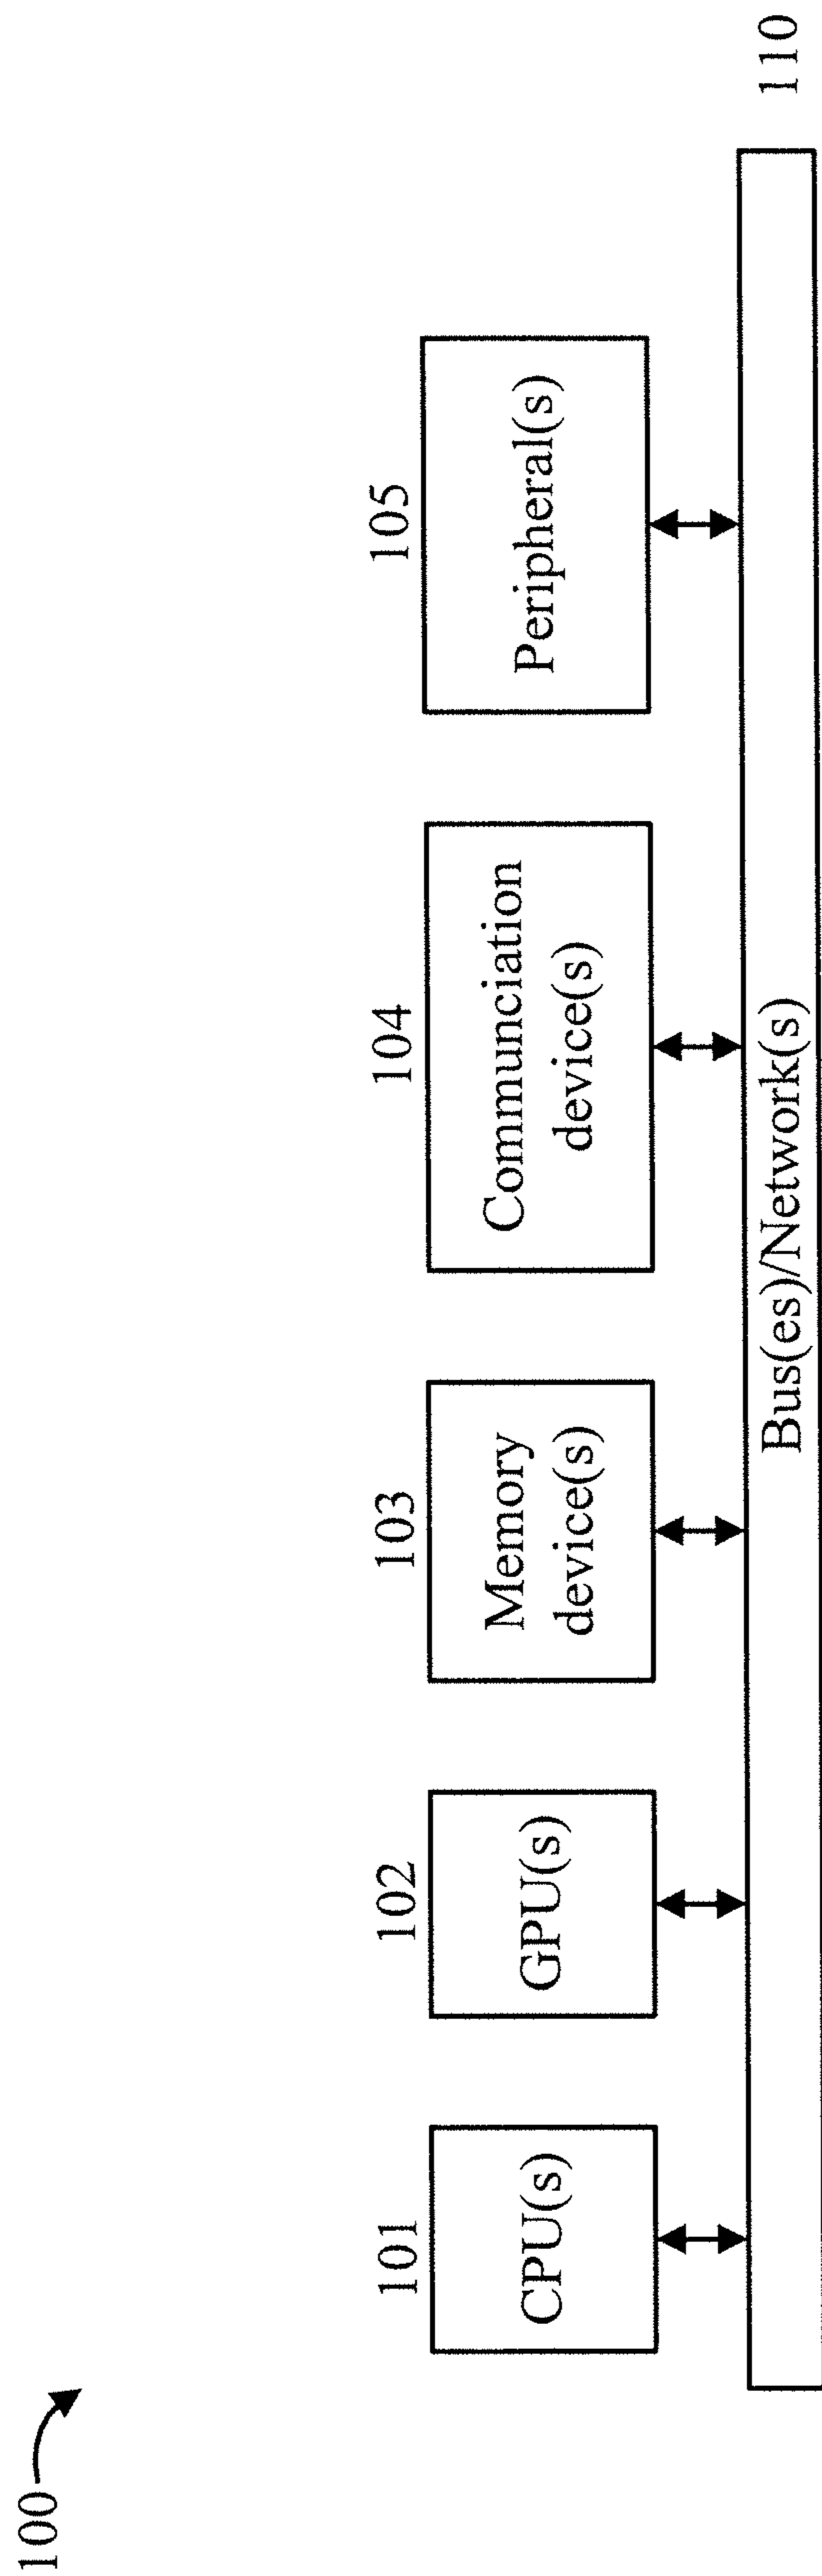 100
101
CPU(s)
102
GPU(s)
103
Memory
device(s)
104
Communciation
device(s)
105
Peripheral(s)
Bus(es)/Network(s)
110